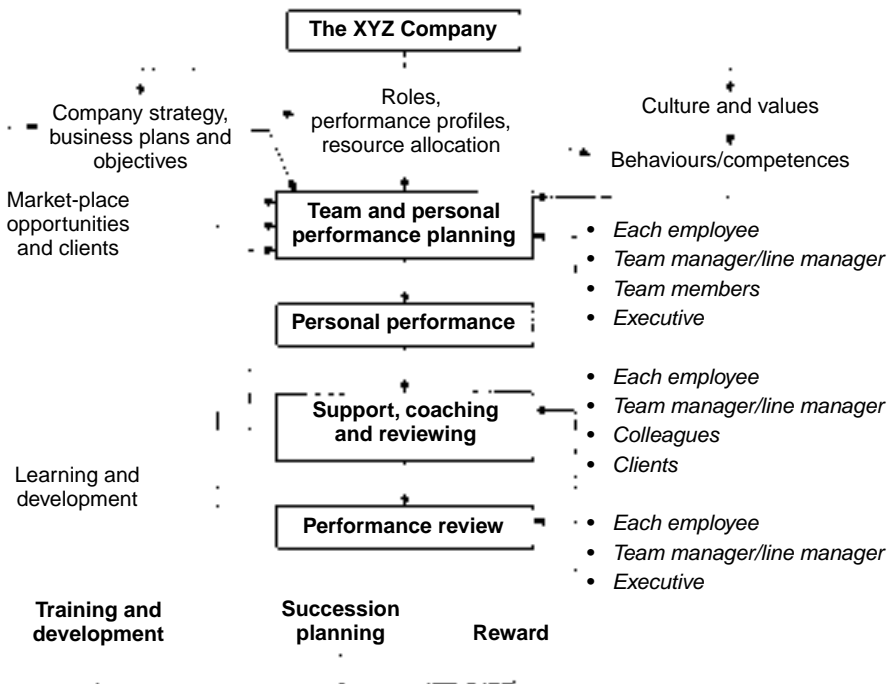 The XYZ Company
Company strategy,
business plans and
objectives
Roles,
performance profiles,
resource allocation
Culture and values
Behaviours/competences
Market-place
opportunities
and clients
Team and personal
performance planning
• Each employee
• Team manager/line manager
• Team members
• Executive
Personal performance
Support, coaching
and reviewing
• Each employee
• Team manager/line manager
• Colleagues
• Clients
Learning and
development
Performance review
• Each employee
• Team manager/line manager
• Executive
Training and
development
Succession
planning
Reward